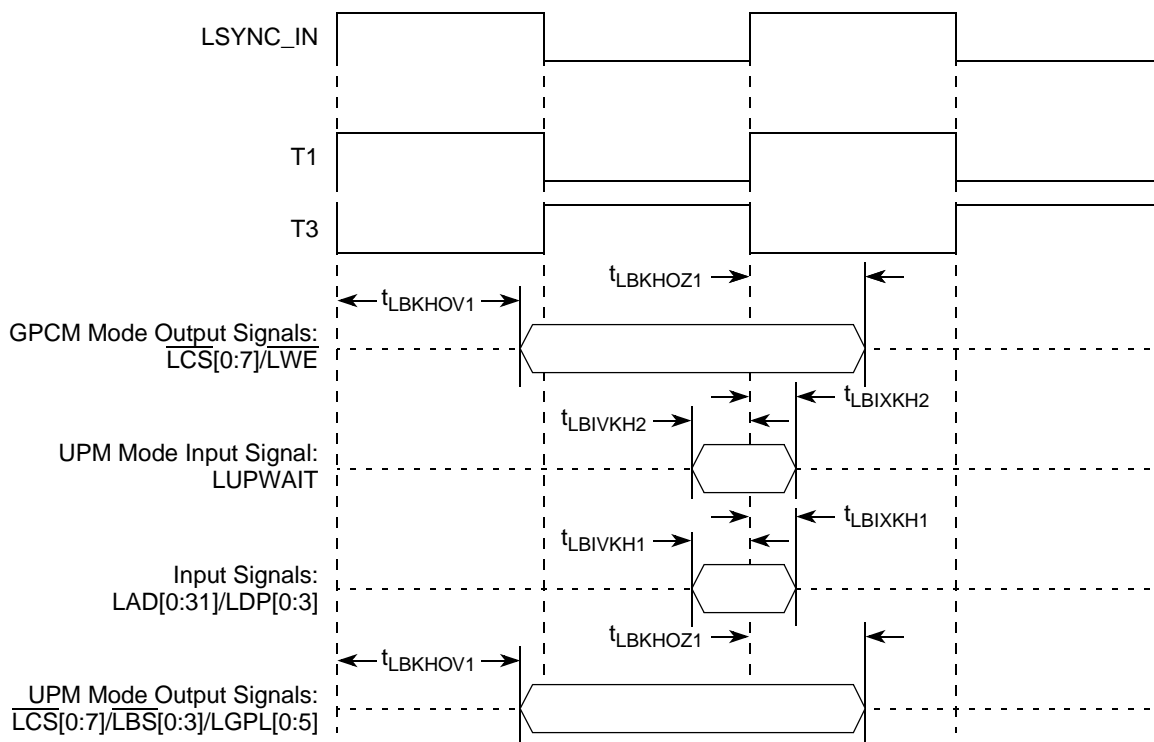 LSYNC_IN
T1
T3
tLBKHOZ1
tLBKHOV1
GPCM Mode Output Signals:
LCS[0:7]/LWE
tLBIXKH2
tLBIVKH2
UPM Mode Input Signal:
LUPWAIT
tLBIXKH1
tLBIVKH1
Input Signals:
LAD[0:31]/LDP[0:3]
tLBKHOZ1
tLBKHOV1
UPM Mode Output Signals:
LCS[0:7]/LBS[0:3]/LGPL[0:5]